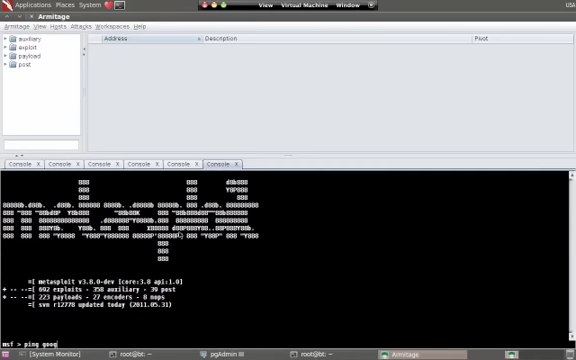 Applications Places System
View Virtual Machine Window
USA
Armitage
Armitage View Hosts Attacks Workspaces Help
auxiliary
exploit
payload
post
Address Description Pivot
Console X Console X Console X Console X Console X Console X
=[ metasploit v3.8.0-dev [core:3.8 api:1.0]
+ -- --=[ 692 exploits - 358 auxiliary - 39 post
+ -- --=[ 223 payloads - 27 encoders - 8 nops
=[ svn r12778 updated today (2011.05.31)
msf > ping goog
[System Monitor] root@bt: ~ pgAdmin III root@bt: ~ Armitage